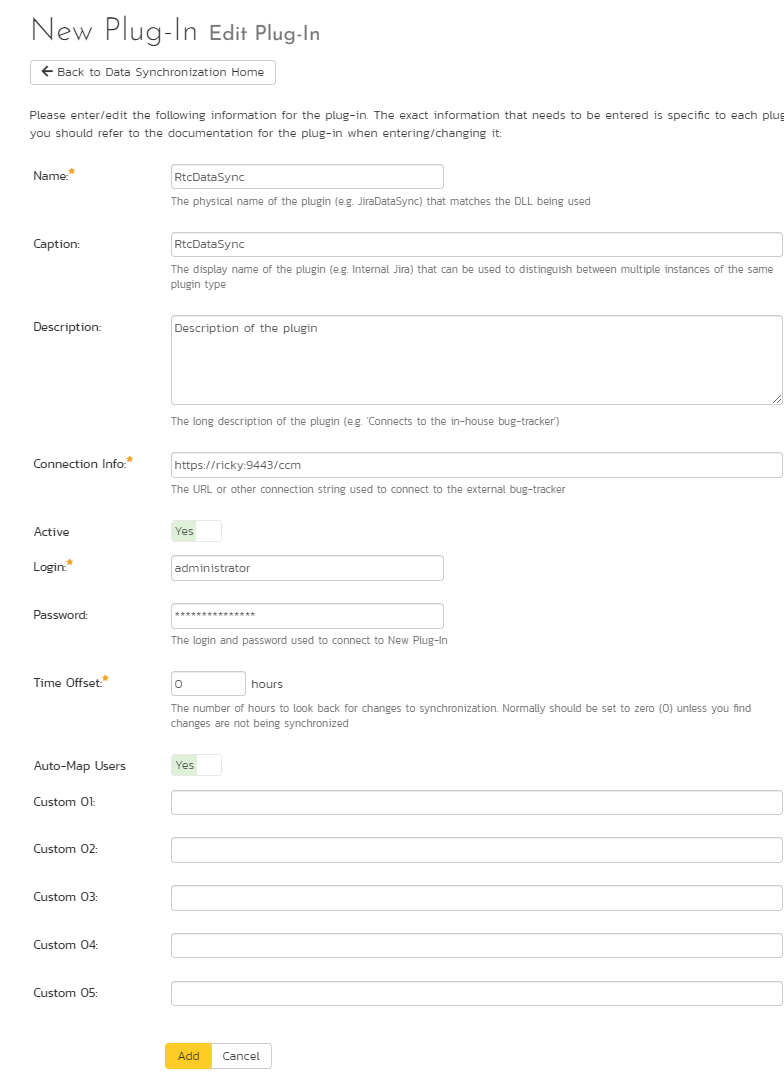 New Plug-In Edit Plug-In
Back to Data Synchronization Home
Please enter/edit the following information for the plug-in. The exact information that needs to be entered is specific to each plug
you should refer to the documentation for the plug-in when entering/changing it:
Name:*
RtcDataSync
The physical name of the plugin (e.g. JiraDataSync) that matches the DLL being used
Caption:
RtcDataSync
The display name of the plugin (e.g. Internal Jira) that can be used to distinguish between multiple instances of the same
plugin type
Description:
Description of the plugin
The long description of the plugin (e.g. 'Connects to the in-house bug-tracker')
Connection Info:*
https://ricky:9443/ccm
The URL or other connection string used to connect to the external bug-tracker
Active
Yes
Login:*
administrator
Password:
***************
The login and password used to connect to New Plug-In
Time Offset:*
0 hours
The number of hours to look back for changes to synchronization. Normally should be set to zero (0) unless you find
changes are not being synchronized
Auto-Map Users
Yes
Custom 01:
Custom 02:
Custom 03:
Custom 04:
Custom 05:
Add Cancel